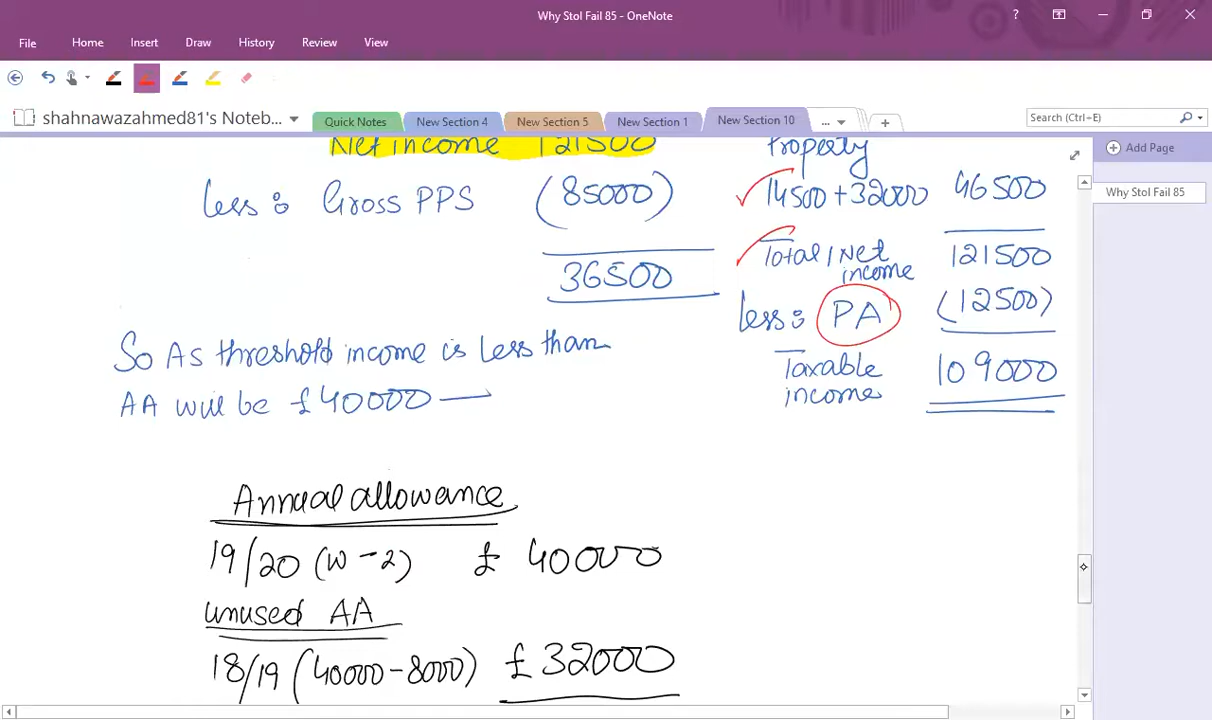 Why Stol Fail 85 - OneNote
?
File
Home
Insert
Draw
History
Review
View
shahnawazahmed81's Noteb...
Quick Notes
New Section 4
New Section 5
New Section 1
New Section 10
...
Search (Ctrl+E)
Add Page
Why Stol Fail 85
Net income 121500
less: Gross PPS (85000)
36500
So As threshold income is less than
AA will be £40000 —
Property
14500+32000 46500
Total/Net income 121500
less: PA (12500)
Taxable income 109000
Annual allowance
19/20 (W-2) £ 40000
unused AA
18/19 (40000-8000) £32000